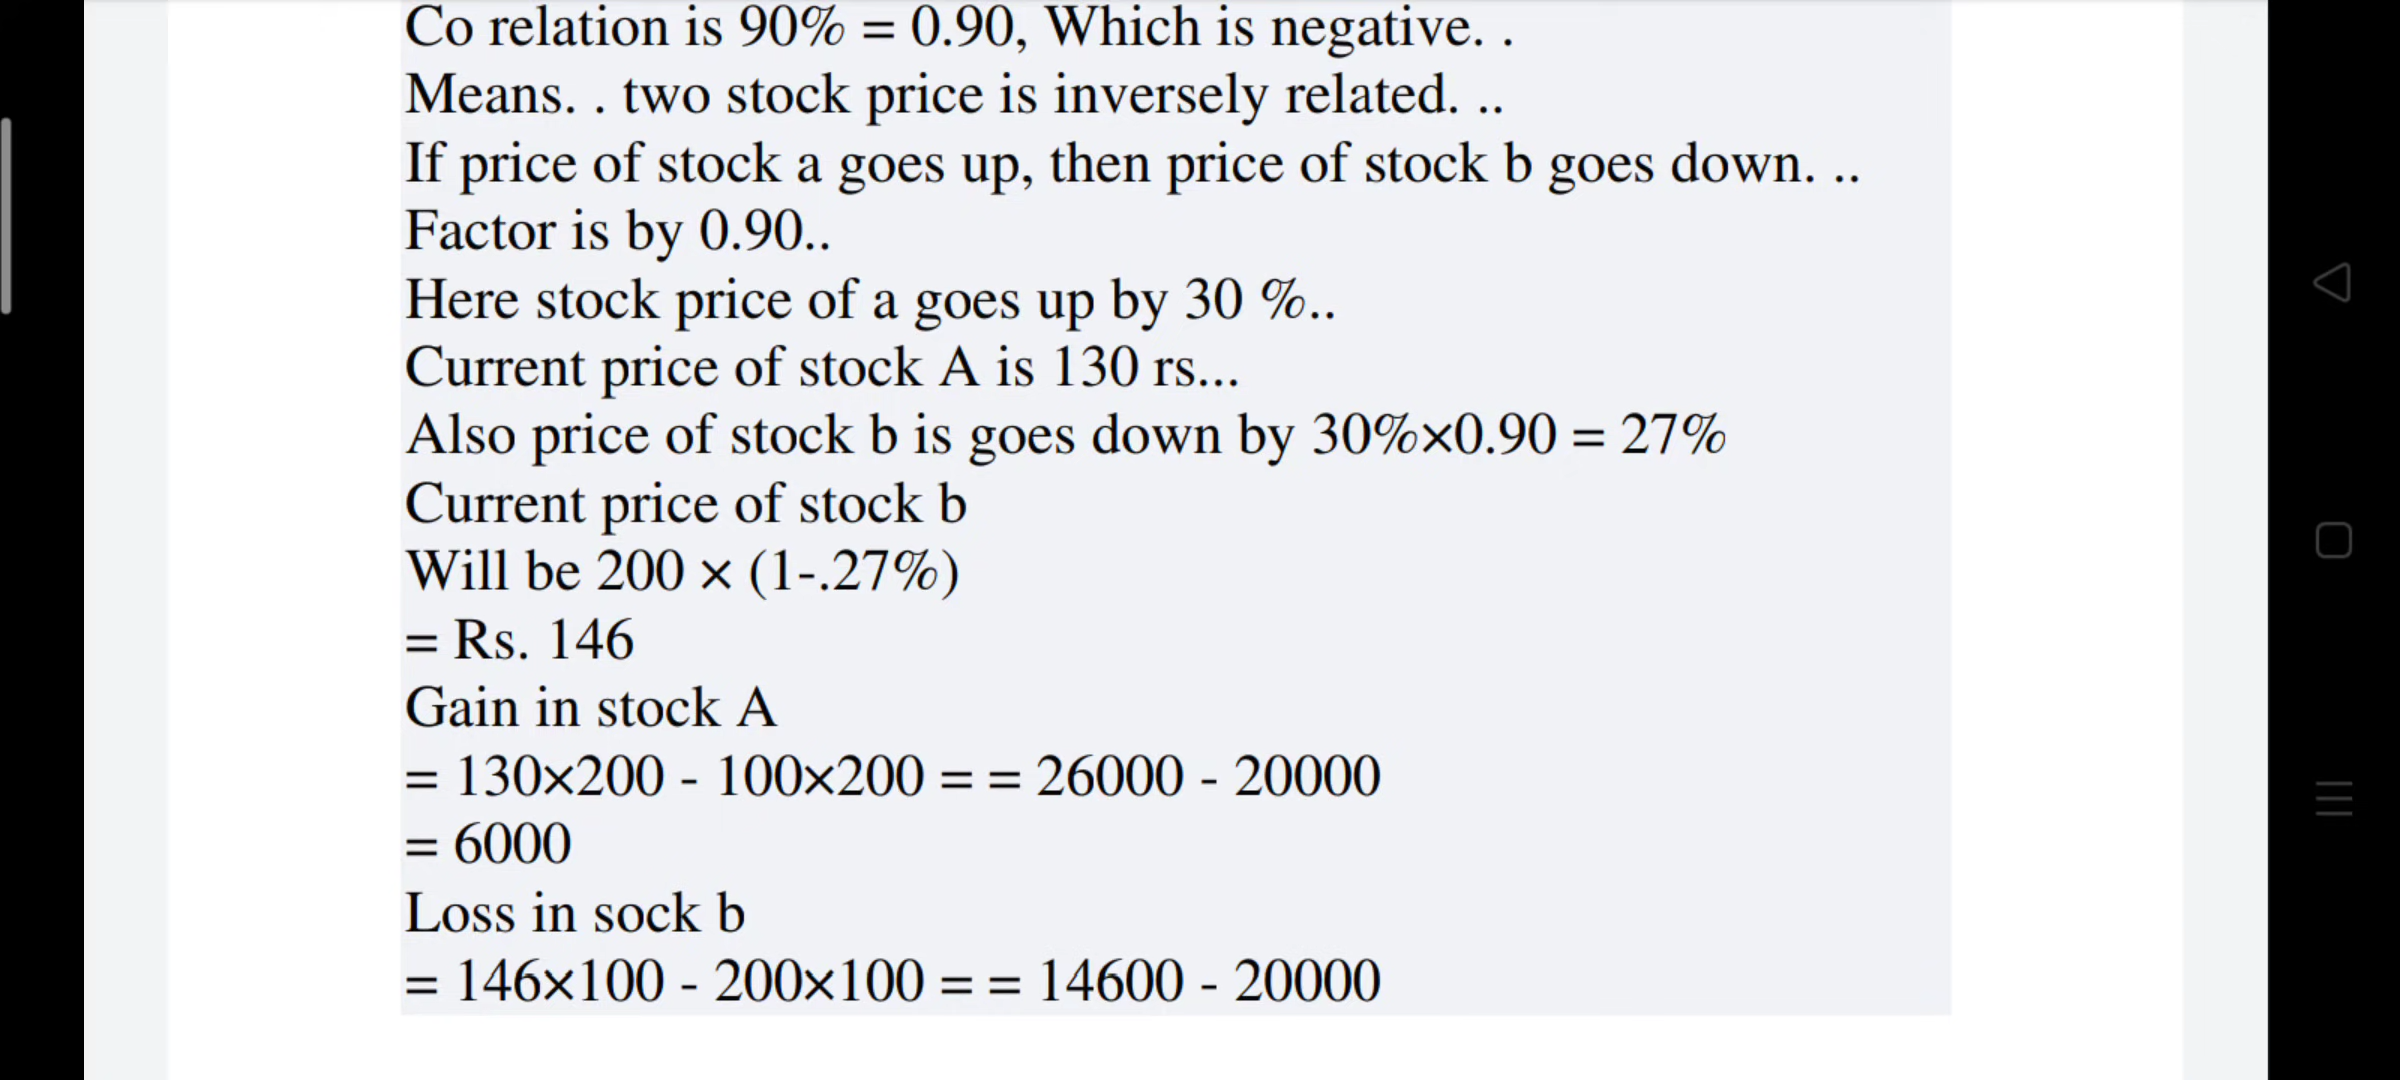 Co relation is 90% = 0.90, Which is negative. .
Means. . two stock price is inversely related. ..
If price of stock a goes up, then price of stock b goes down. ..
Factor is by 0.90..
Here stock price of a goes up by 30 %..
Current price of stock A is 130 rs...
Also price of stock b is goes down by 30%×0.90 = 27%
Current price of stock b
Will be 200 × (1-.27%)
= Rs. 146
Gain in stock A
= 130×200 - 100×200 = = 26000 - 20000
= 6000
Loss in sock b
= 146×100 - 200×100 = = 14600 - 20000